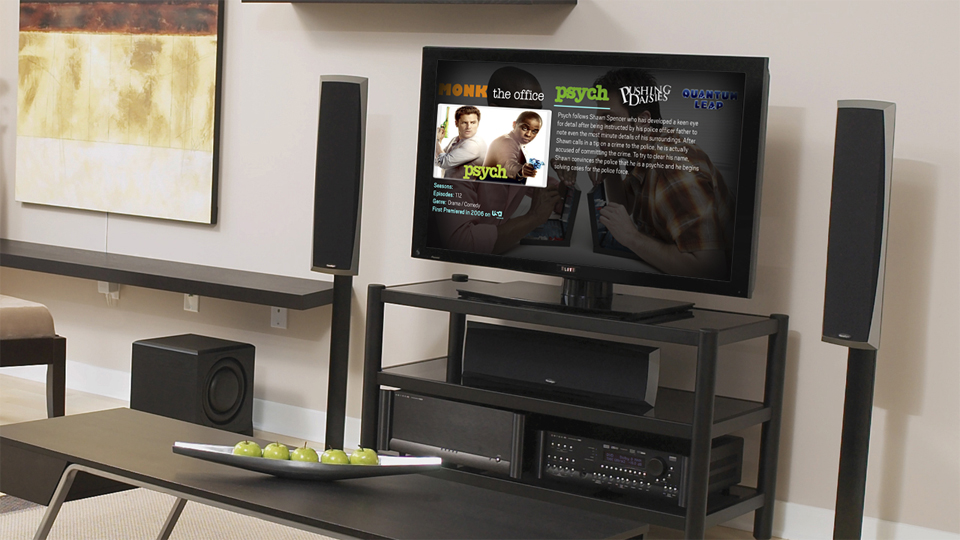 MONK the office psych PUSHING DAISIES QUANTUM LEAP
Psych follows Shawn Spencer who has developed a keen eye
for detail after being instructed by his police officer father to
note even the most minute details of his surroundings. After
Shawn calls in a tip on a crime to the police, he is actually
accused of committing the crime. To try to clear his name,
Shawn convinces the police that he is a psychic and he begins
solving cases for the police force.
psych
Seasons:
Episodes: 112
Genre: Drama / Comedy
First Premiered in 2006 on USA
ELITE